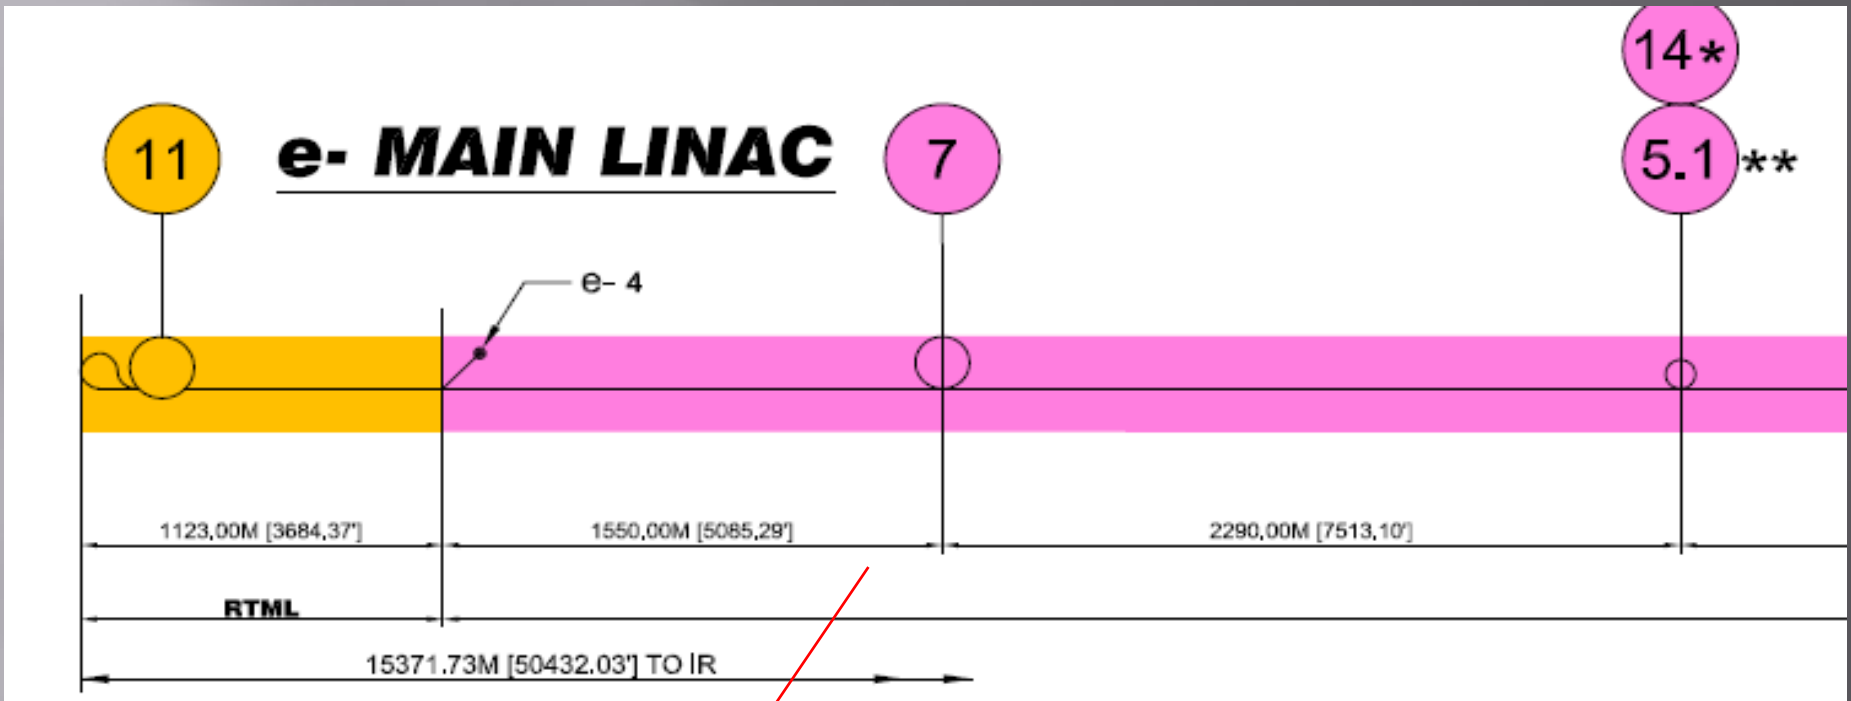 14*
11
e- MAIN LINAC
7
5.1**
e- 4
1123,00M [3684,37']
1550,00M [5085,29']
2290,00M [7513,10']
RTML
15371.73M [50432.03'] TO IR